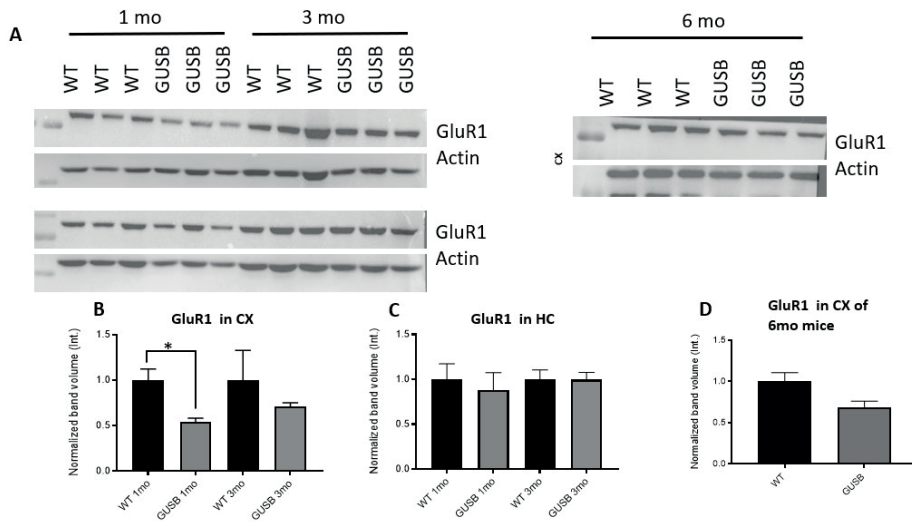 A
1 mo
3 mo
6 mo
WT WT WT GUSB GUSB GUSB WT WT WT GUSB GUSB GUSB
WT WT WT GUSB GUSB GUSB
GluR1
Actin
CX
GluR1
Actin
GluR1
Actin
B
GluR1 in CX
Normalized band volume (Int.)
1.5
1.0
0.5
0.0
*
WT 1mo
GUSB 1mo
WT 3mo
GUSB 3mo
C
GluR1 in HC
Normalized band volume (Int.)
1.5
1.0
0.5
0.0
WT 1mo
GUSB 1mo
WT 3mo
GUSB 3mo
D
GluR1 in CX of
6mo mice
Normalized band volume (Int.)
1.5
1.0
0.5
0.0
WT
GUSB